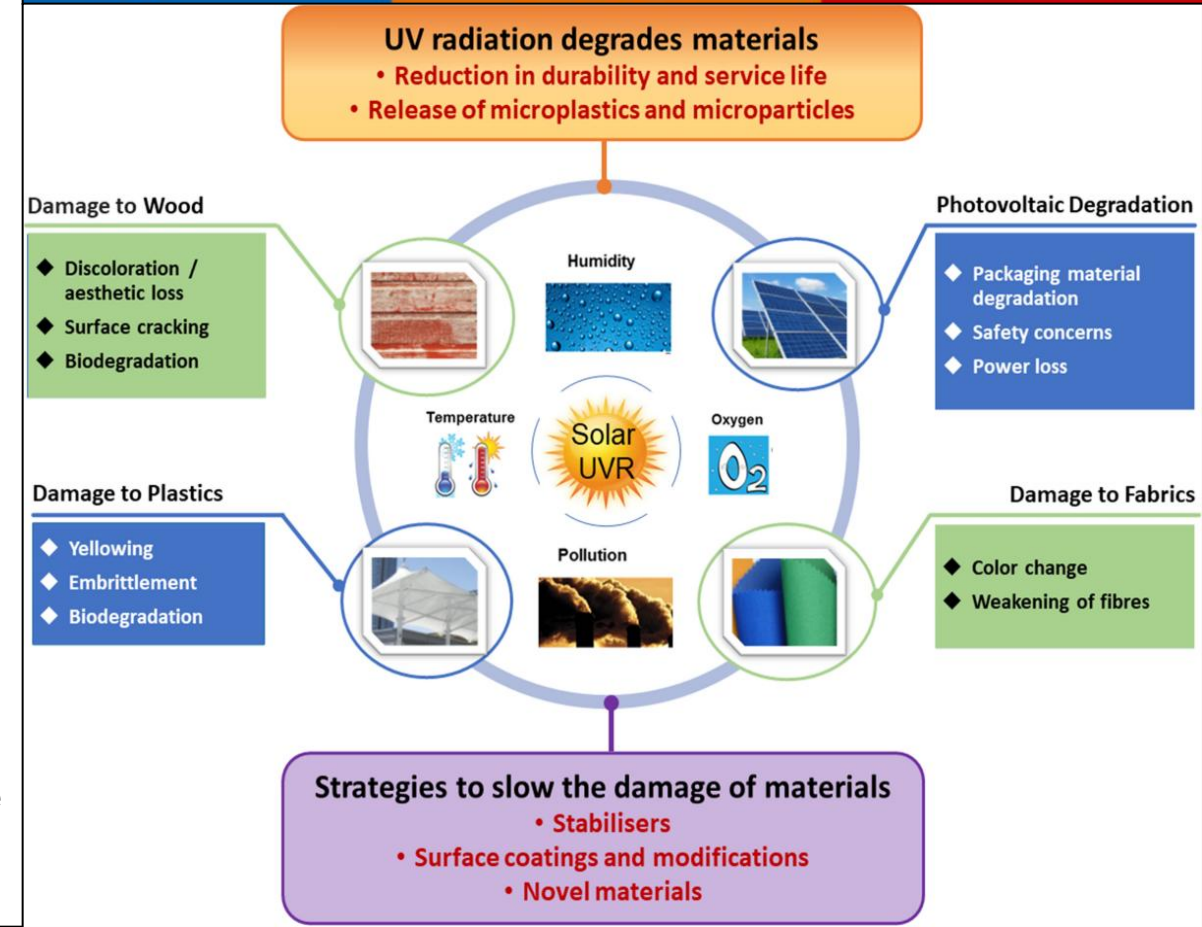 UV radiation degrades materials
• Reduction in durability and service life
• Release of microplastics and microparticles
Damage to Wood
◆ Discoloration /
aesthetic loss
◆ Surface cracking
◆ Biodegradation
Photovoltaic Degradation
◆ Packaging material
degradation
◆ Safety concerns
◆ Power loss
Humidity
Temperature
Solar
UVR
Oxygen
O2
Pollution
Damage to Plastics
◆ Yellowing
◆ Embrittlement
◆ Biodegradation
Damage to Fabrics
◆ Color change
◆ Weakening of fibres
Strategies to slow the damage of materials
• Stabilisers
• Surface coatings and modifications
• Novel materials